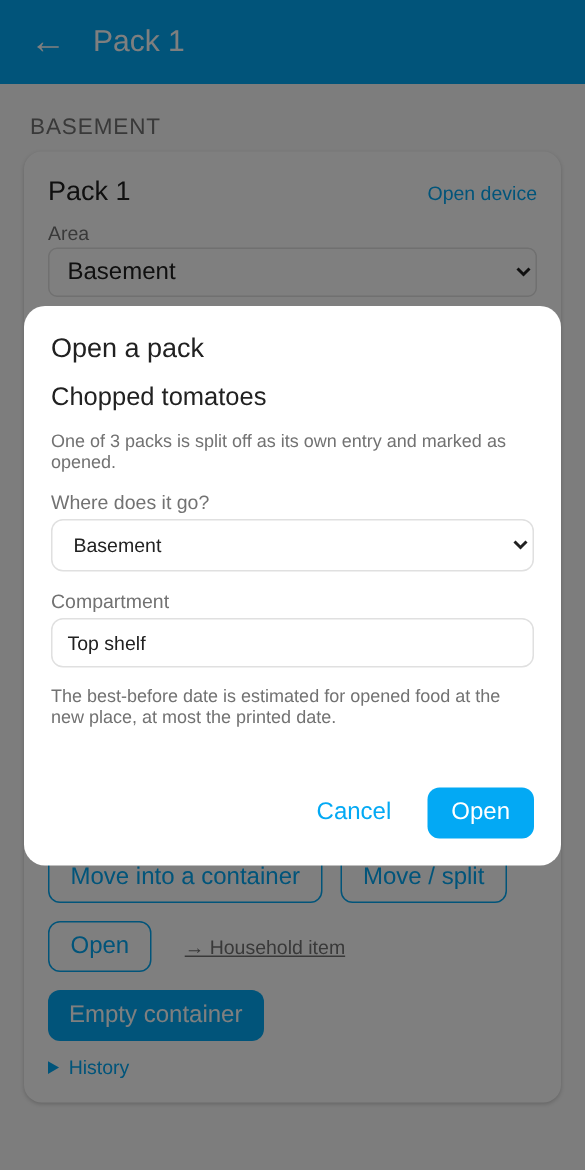 ← Pack 1
BASEMENT
Pack 1
Open device
Area
Basement
Open a pack
Chopped tomatoes
One of 3 packs is split off as its own entry and marked as
opened.
Where does it go?
Basement
Compartment
Top shelf
The best-before date is estimated for opened food at the
new place, at most the printed date.
Cancel
Open
Move into a container
Move / split
Open
→ Household item
Empty container
▶ History